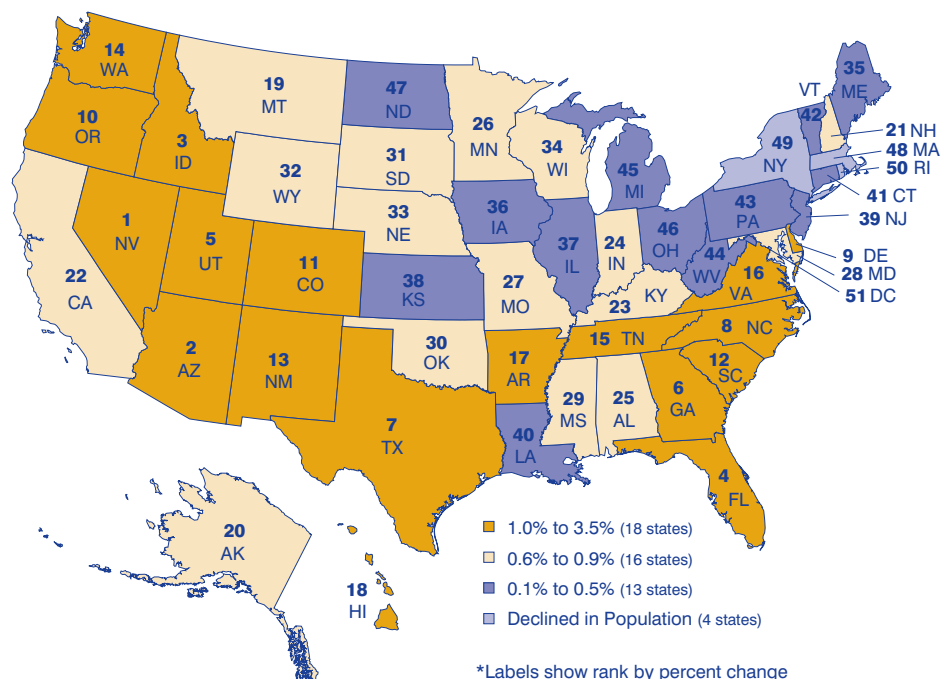 14
WA
10
OR
3
ID
19
MT
32
WY
47
ND
31
SD
33
NE
26
MN
34
WI
36
IA
38
KS
27
MO
37
IL
45
MI
24
IN
46
OH
KY
23
44
WV
43
PA
49
NY
VT
42
35
ME
21 NH
48 MA
50 RI
41 CT
39 NJ
9 DE
28 MD
51 DC
16
VA
8 NC
12
SC
15 TN
1
NV
5
UT
11
CO
22
CA
2
AZ
13
NM
30
OK
17
AR
7
TX
40
LA
29
MS
25
AL
6
GA
4
FL
20
AK
18
HI
1.0% to 3.5% (18 states)
0.6% to 0.9% (16 states)
0.1% to 0.5% (13 states)
Declined in Population (4 states)
*Labels show rank by percent change